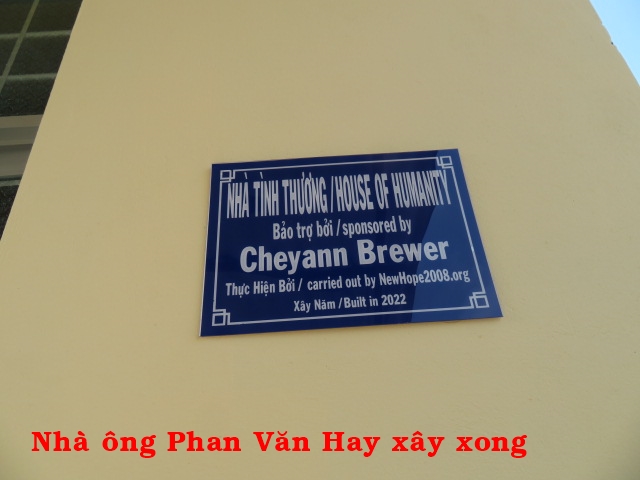 NHÀ TÌNH THƯƠNG / HOUSE OF HUMANITY
Bảo trợ bởi / sponsored by
Cheyann Brewer
Thực Hiện Bởi / carried out by NewHope2008.org
Xây Năm / Built in 2022
Nhà ông Phan Văn Hay xây xong